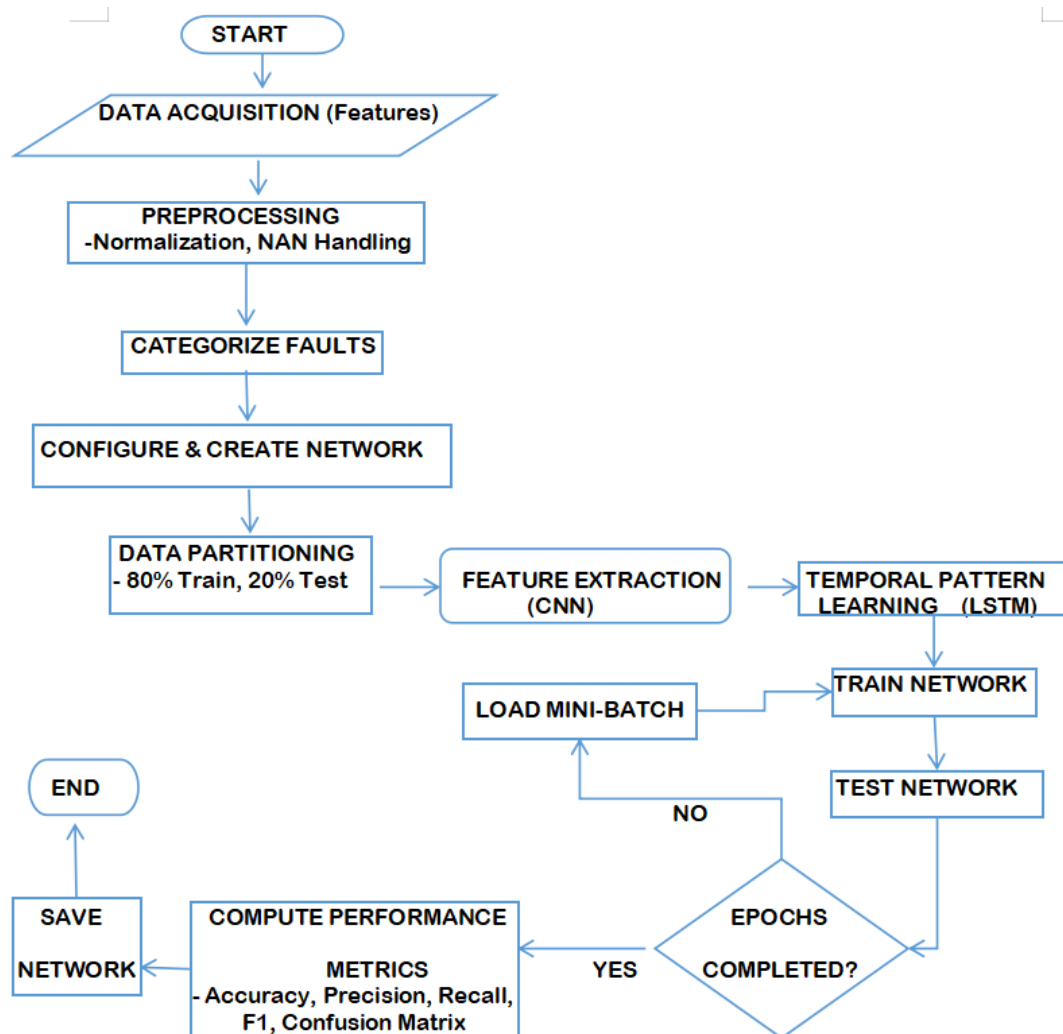 START
DATA ACQUISITION (Features)
PREPROCESSING
-Normalization, NAN Handling
CATEGORIZE FAULTS
CONFIGURE & CREATE NETWORK
DATA PARTITIONING
- 80% Train, 20% Test
FEATURE EXTRACTION
(CNN)
TEMPORAL PATTERN
LEARNING (LSTM)
TRAIN NETWORK
LOAD MINI-BATCH
TEST NETWORK
NO
EPOCHS
COMPLETED?
YES
COMPUTE PERFORMANCE
METRICS
- Accuracy, Precision, Recall,
F1, Confusion Matrix
SAVE
NETWORK
END